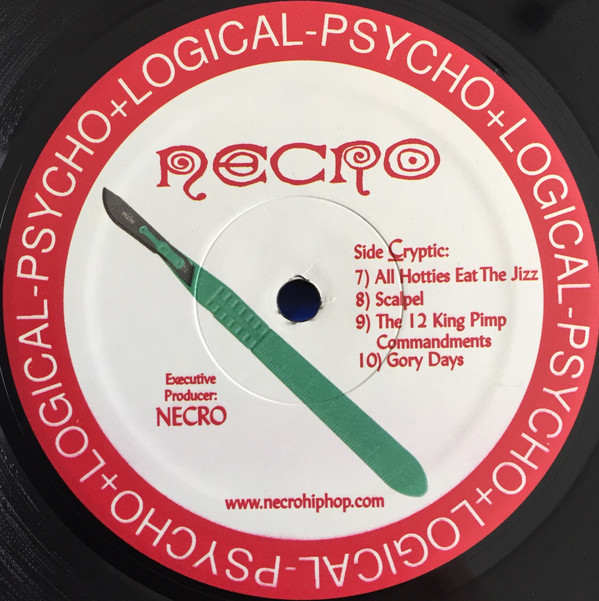 PSYCHO+LOGICAL-PSYCHO+LOGICAL-PSYCHO+LOGICAL-PSYCHO+LOGICAL-
NECRO
Side Cryptic:
7) All Hotties Eat The Jizz
8) Scalpel
9) The 12 King Pimp
Commandments
10) Gory Days
Executive
Producer:
NECRO
www.necrohiphop.com